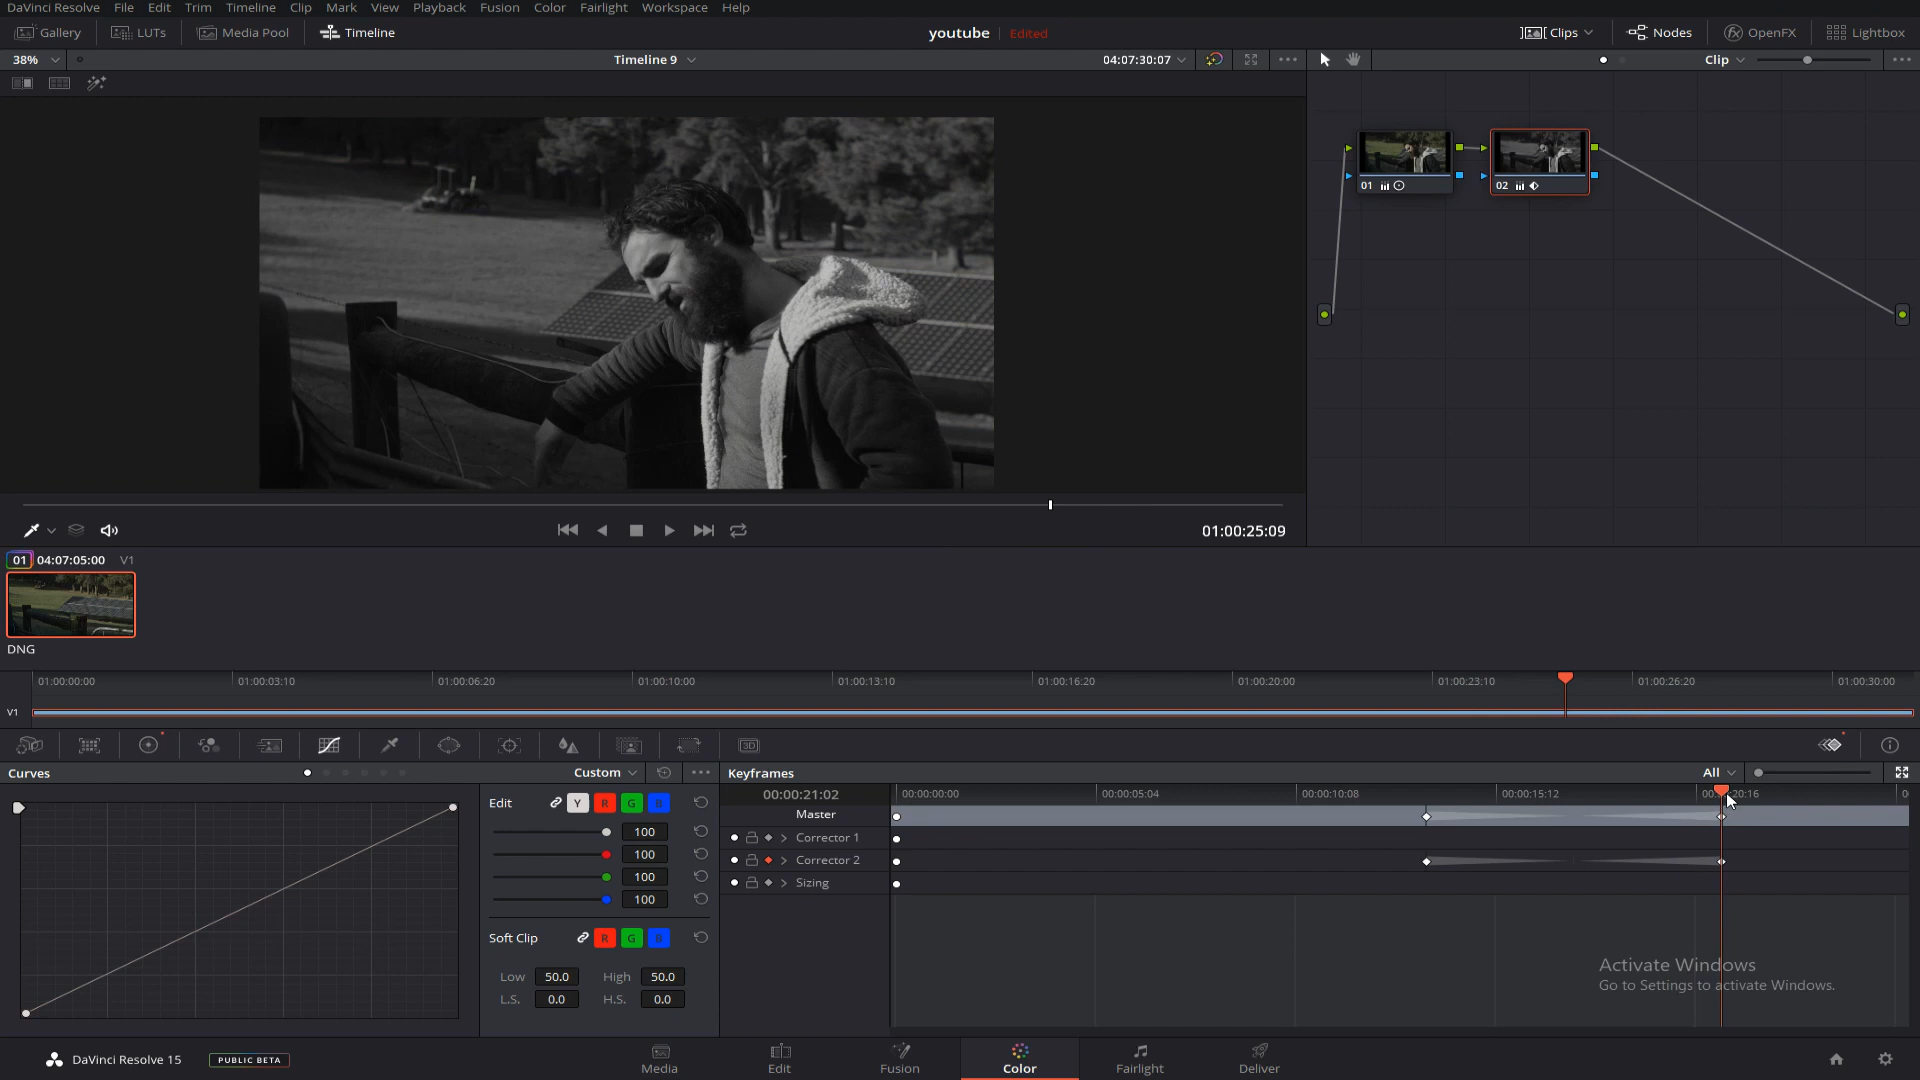 DaVinci Resolve File Edit Trim Timeline Clip Mark View Playback Fusion Color Fairlight Workspace Help
Gallery LUTs Media Pool Timeline youtube Edited Clips Nodes OpenFX Lightbox
38% Timeline 9 04:07:30:07 Clip
01 02
01:00:25:09
01 04:07:05:00 V1
DNG
01:00:00:00 01:00:03:10 01:00:06:20 01:00:10:00 01:00:13:10 01:00:16:20 01:00:20:00 01:00:23:10 01:00:26:20 01:00:30:00
V1
3D
Curves Custom Keyframes All
Edit Y R G B 00:00:21:02 00:00:00:00 00:00:05:04 00:00:10:08 00:00:15:12
Master
100 Corrector 1
100 Corrector 2
100 Sizing
100
Soft Clip R G B
Low 50.0 High 50.0
L.S. 0.0 H.S. 0.0
Activate Windows
Go to Settings to activate Windows.
DaVinci Resolve 15 PUBLIC BETA Media Edit Fusion Color Fairlight Deliver